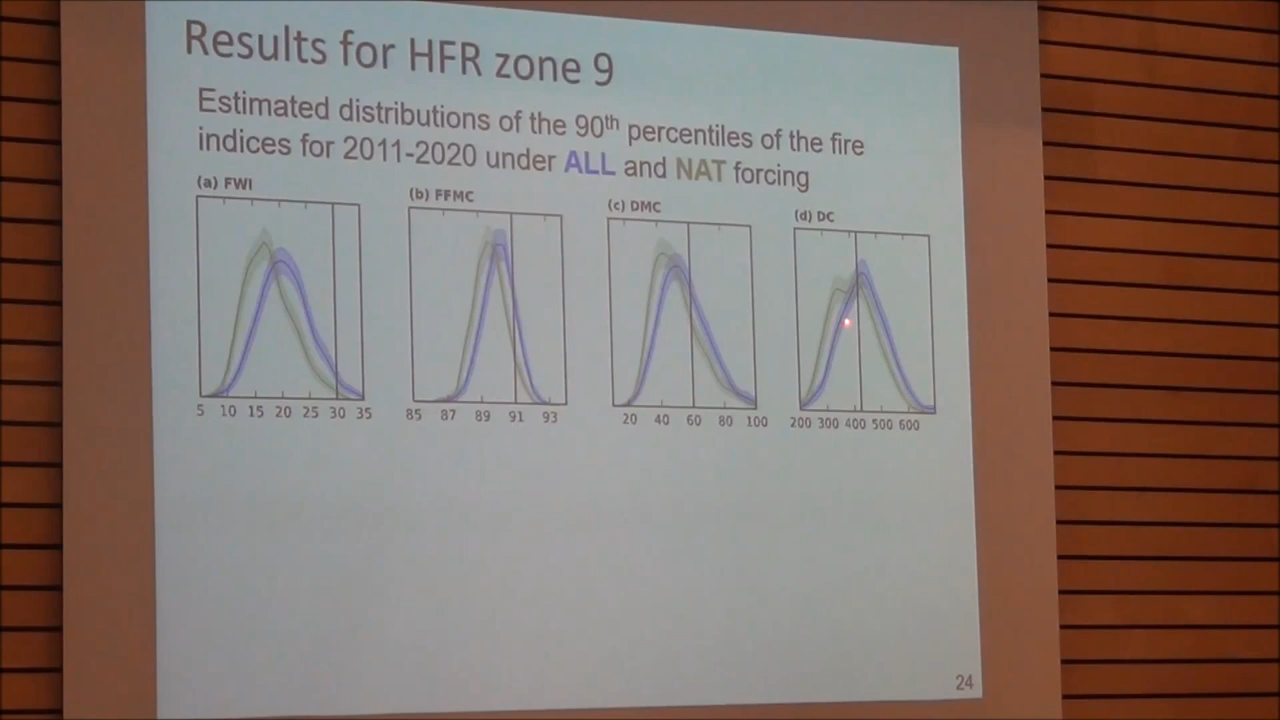 Results for HFR zone 9
Estimated distributions of the 90th percentiles of the fire
indices for 2011-2020 under ALL and NAT forcing
(a) FWI
(b) FFMC
(c) DMC
(d) DC
5 10 15 20 25 30 35
85 87 89 91 93
20 40 60 80 100
200 300 400 500 600
24